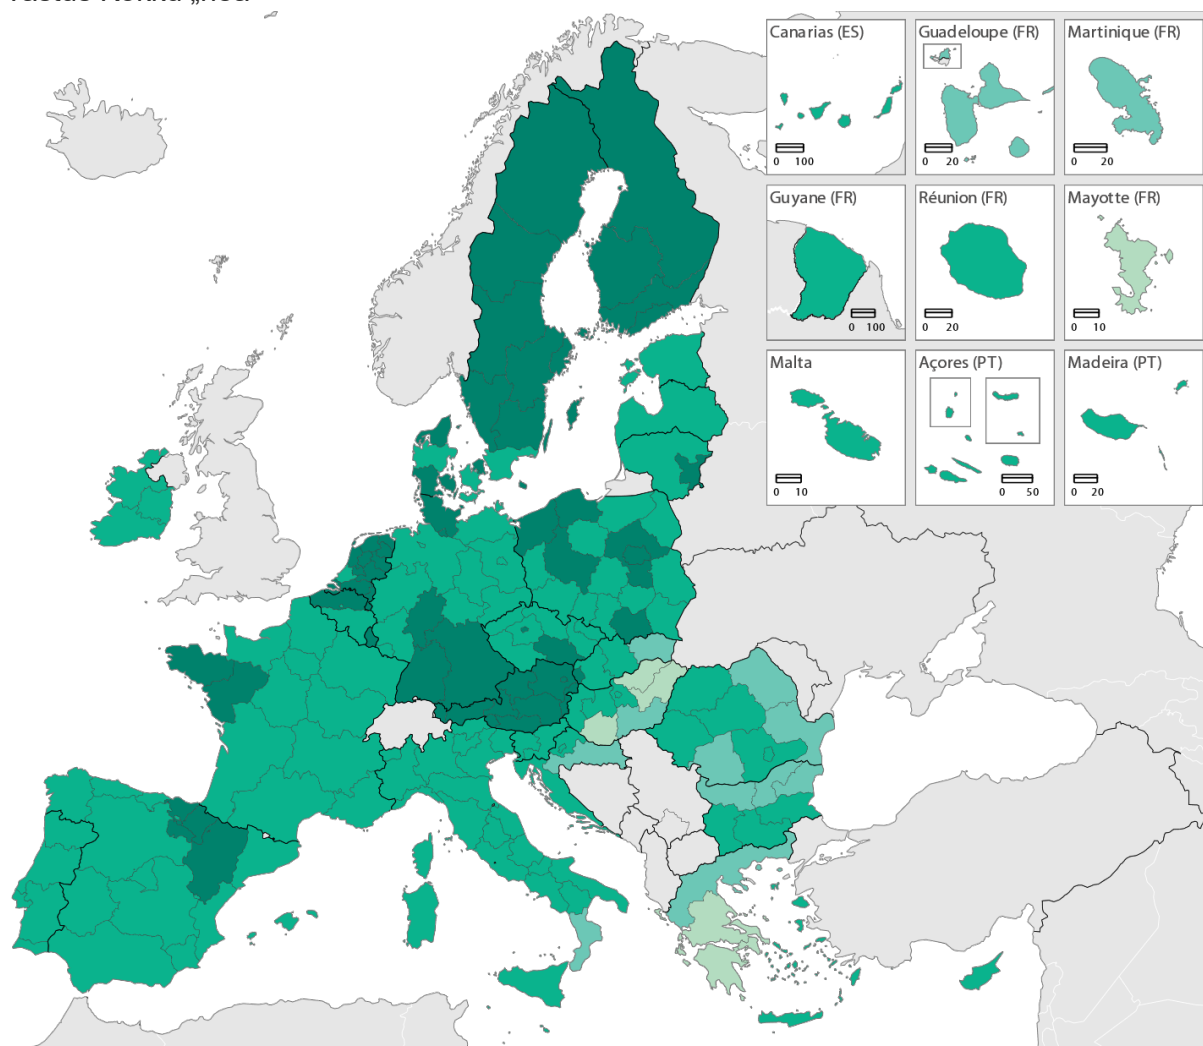 Canarias (ES)
0 100
Guadeloupe (FR)
0 20
Martinique (FR)
0 20
Guyane (FR)
0 100
Réunion (FR)
0 20
Mayotte (FR)
0 10
Malta
0 10
Açores (PT)
0 50
Madeira (PT)
0 20